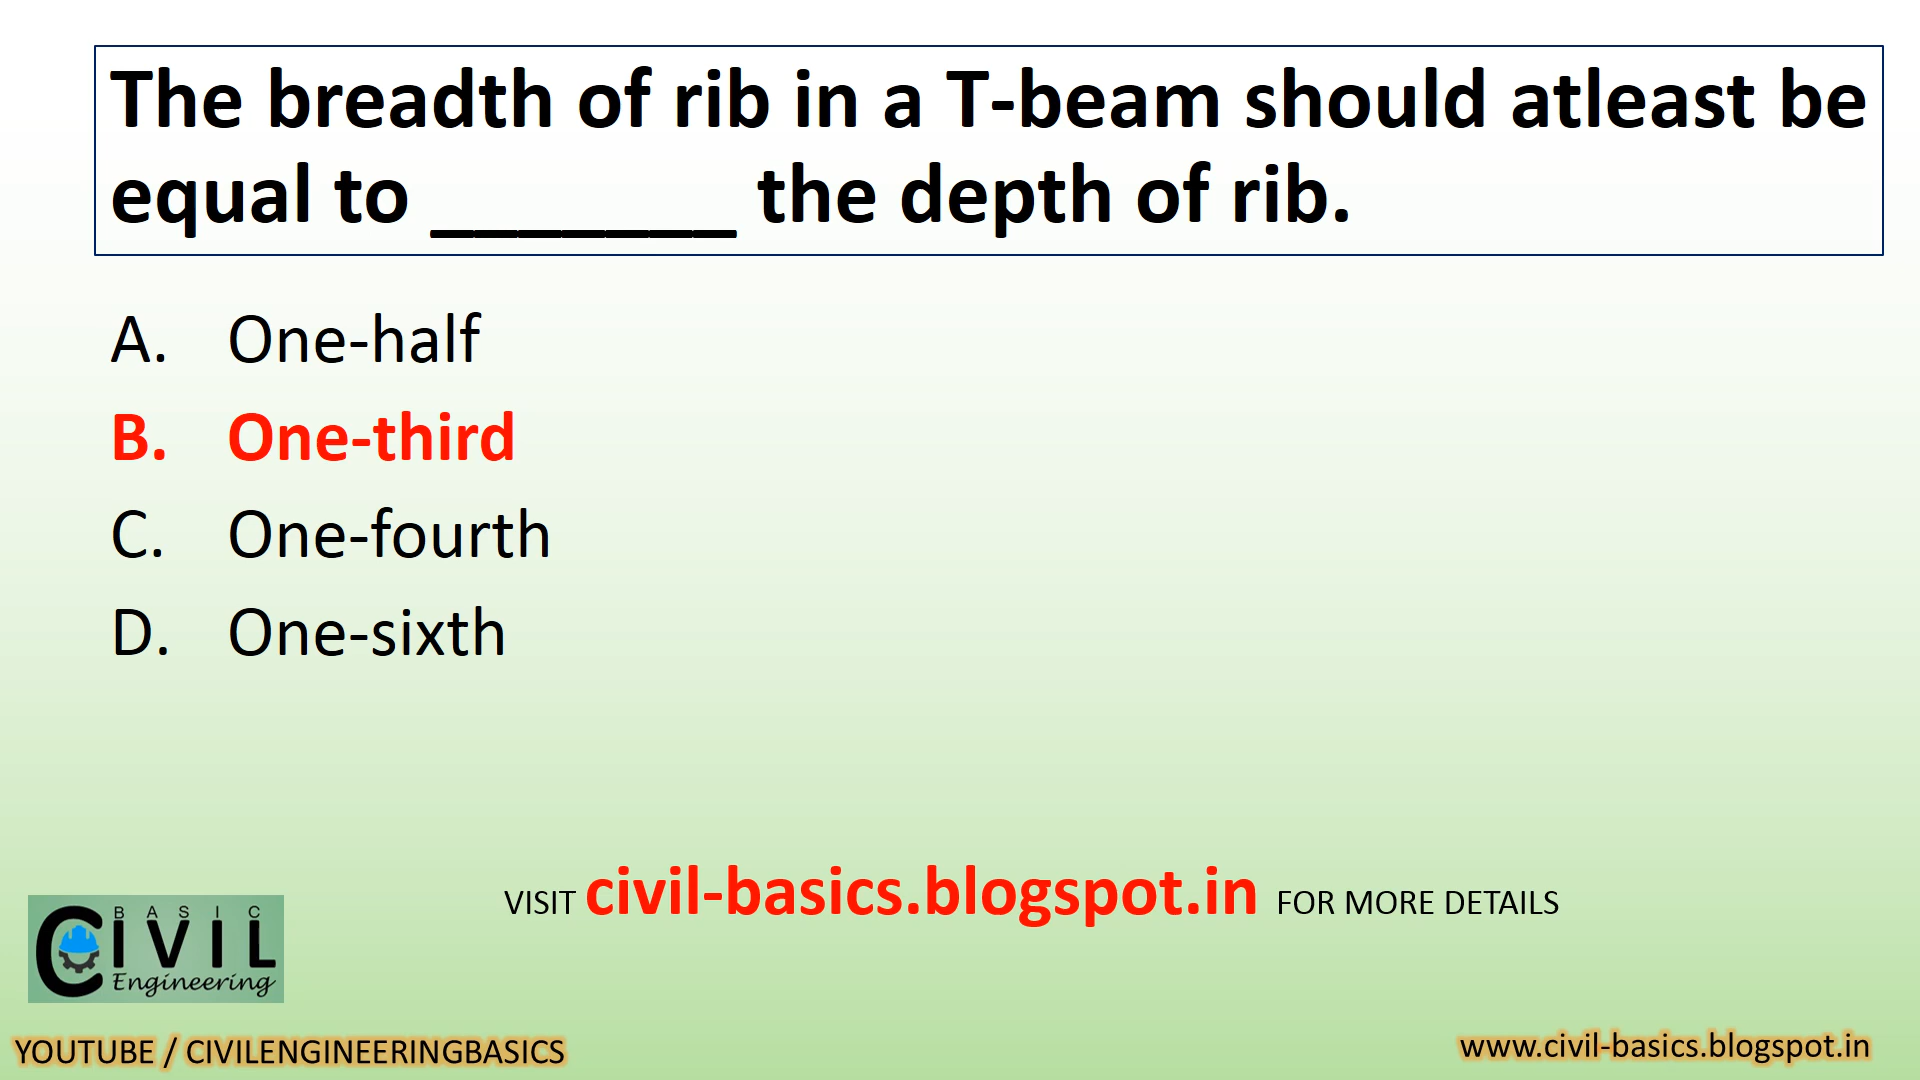 The breadth of rib in a T-beam should atleast be
equal to _______ the depth of rib.
A. One-half
B. One-third
C. One-fourth
D. One-sixth
VISIT civil-basics.blogspot.in FOR MORE DETAILS
BASIC
CIVIL
Engineering
YOUTUBE / CIVILENGINEERINGBASICS
www.civil-basics.blogspot.in